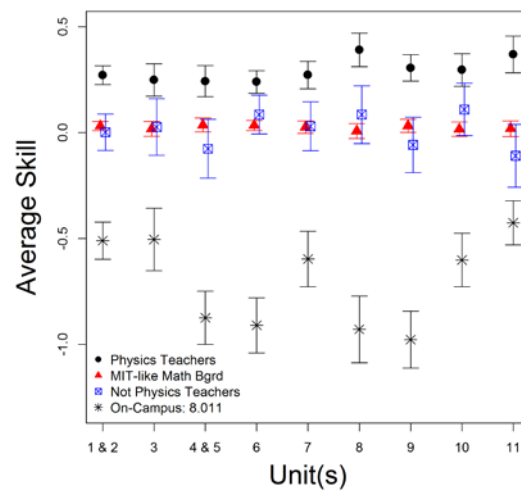 0.5
0.0
-0.5
-1.0
Average Skill
Physics Teachers
MIT-like Math Bgrd
Not Physics Teachers
On-Campus: 8.011
1 & 2 3 4 & 5 6 7 8 9 10 11
Unit(s)